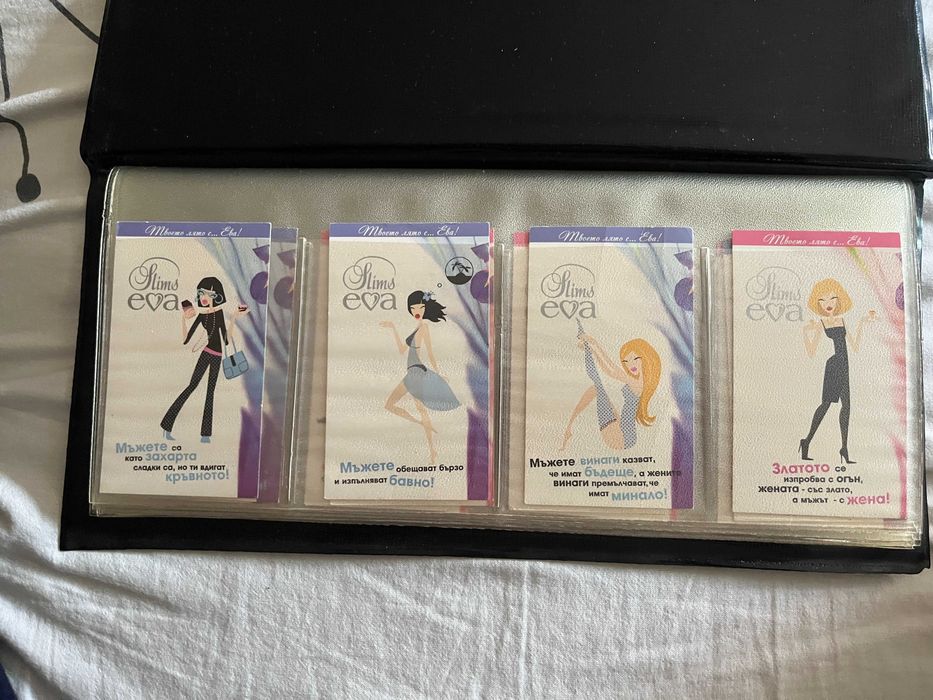 Твоето лято с... Ева!
Slims
eva
Мъжете са
като захарта
сладки са, но ти вдигат
кръвното!
Твоето лято с... Ева!
Slims
eva
Мъжете обещават бързо
и изпълняват бавно!
Твоето лято с... Ева!
Slims
eva
Мъжете винаги казват,
че имат бъдеще, а жените
винаги премълчават, че
имат минало!
Твоето лято с... Ева!
Slims
eva
Златото се
изпробва с огън,
жената - със злато,
а мъжът - с жена!